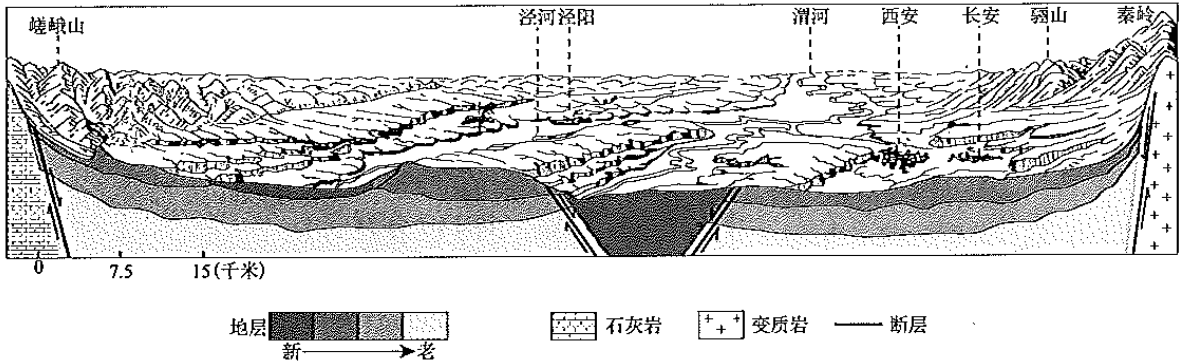 嵯峨山 泾河 泾阳 渭河 西安 长安 骊山 秦岭
0 7.5 15(千米)
地层 石灰岩 变质岩 断层
新 老